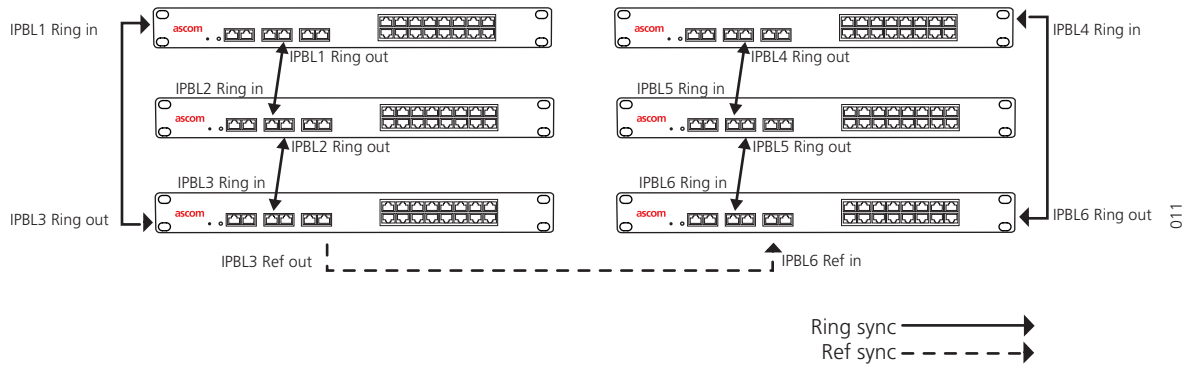 IPBL1 Ring in
ascom
ascom
IPBL4 Ring in
IPBL1 Ring out
IPBL4 Ring out
IPBL2 Ring in
IPBL5 Ring in
ascom
ascom
IPBL2 Ring out
IPBL5 Ring out
IPBL3 Ring in
IPBL6 Ring in
IPBL3 Ring out
ascom
ascom
IPBL6 Ring out
011
IPBL3 Ref out
IPBL6 Ref in
Ring sync
Ref sync